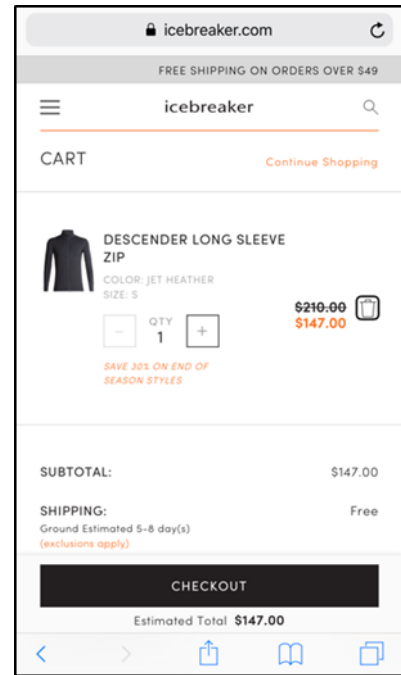 icebreaker.com
FREE SHIPPING ON ORDERS OVER $49
icebreaker
CART
Continue Shopping
DESCENDER LONG SLEEVE
ZIP
COLOR: JET HEATHER
SIZE: S
QTY
− 1 +
$210.00
$147.00
SAVE 30% ON END OF
SEASON STYLES
SUBTOTAL: $147.00
SHIPPING: Free
Ground Estimated 5-8 day(s)
(exclusions apply)
CHECKOUT
Estimated Total $147.00